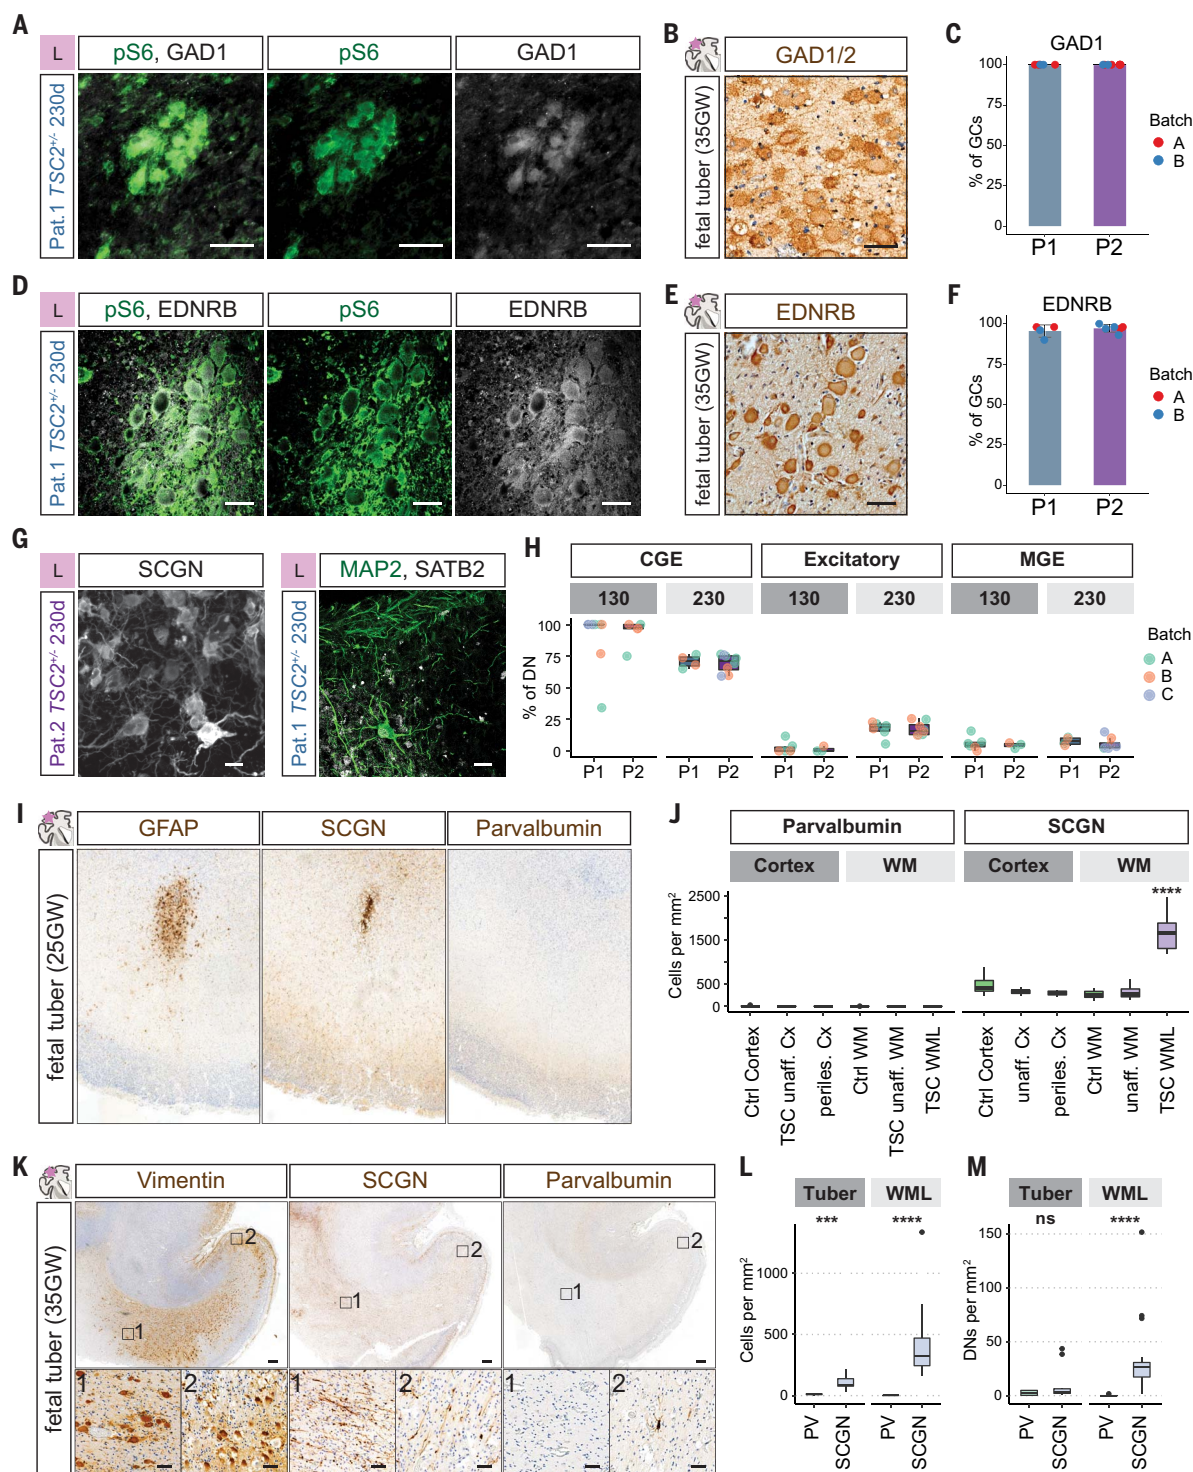 A
L
pS6, GAD1
pS6
GAD1
Pat.1 TSC2+/- 230d
B
GAD1/2
fetal tuber (35GW)
C
GAD1
% of GCs
100
75
50
25
0
P1 P2
Batch
A
B
D
L
pS6, EDNRB
pS6
EDNRB
Pat.1 TSC2+/- 230d
E
EDNRB
fetal tuber (35GW)
F
EDNRB
% of GCs
100
75
50
25
0
P1 P2
Batch
A
B
G
L
SCGN
Pat.2 TSC2+/- 230d
L
MAP2, SATB2
Pat.1 TSC2+/- 230d
H
CGE Excitatory MGE
130 230 130 230 130 230
% of DN
100
75
50
25
0
P1 P2 P1 P2 P1 P2 P1 P2 P1 P2 P1 P2
Batch
A
B
C
I
GFAP SCGN Parvalbumin
fetal tuber (25GW)
J
Parvalbumin SCGN
Cortex WM Cortex WM
Cells per mm²
2500
1500
500
0
****
Ctrl Cortex
TSC unaff. Cx
periles. Cx
Ctrl WM
TSC unaff. WM
TSC WML
Ctrl Cortex
unaff. Cx
periles. Cx
Ctrl WM
unaff. WM
TSC WML
K
Vimentin SCGN Parvalbumin
fetal tuber (35GW)
2
1
2
1
2
1
1 2 1 2 1 2
L
Tuber WML
*** ****
Cells per mm²
1000
500
0
PV
SCGN
PV
SCGN
M
Tuber WML
ns ****
DNs per mm²
150
100
50
0
PV
SCGN
PV
SCGN